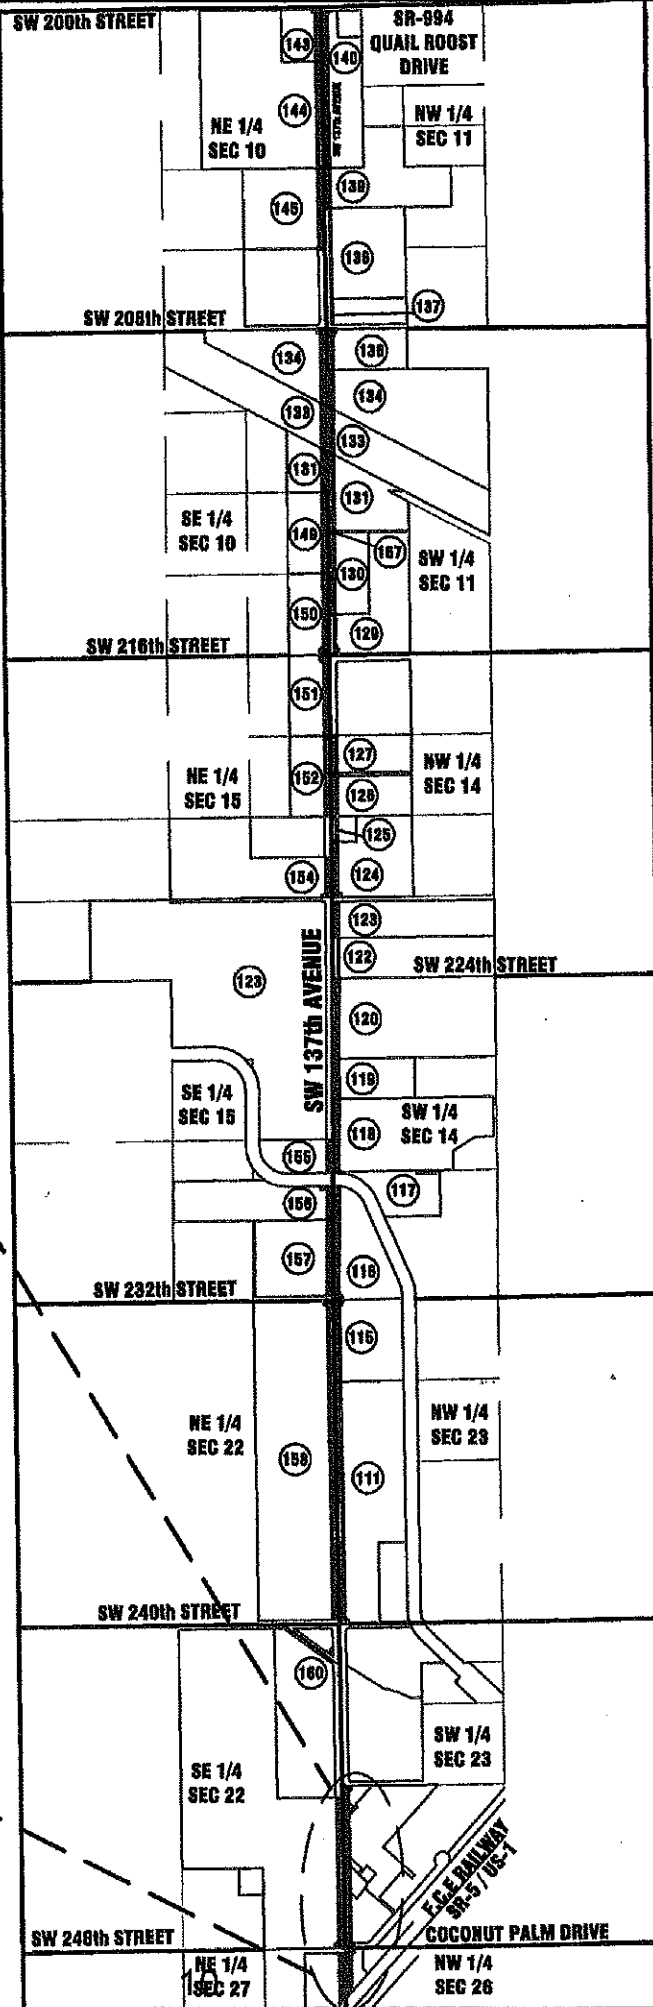 SW 200th STREET
SR-994
QUAIL ROOST
DRIVE
143
140
144
SW 137th AVENUE
NE 1/4
SEC 10
NW 1/4
SEC 11
139
145
138
137
SW 208th STREET
134
136
134
133
133
131
131
SE 1/4
SEC 10
149
167
130
SW 1/4
SEC 11
150
129
SW 216th STREET
151
127
NE 1/4
SEC 15
152
NW 1/4
SEC 14
126
125
154
124
123
122
SW 224th STREET
123
SW 137th AVENUE
120
119
SE 1/4
SEC 15
118
SW 1/4
SEC 14
155
117
156
157
116
SW 232th STREET
115
NE 1/4
SEC 22
NW 1/4
SEC 23
158
111
SW 240th STREET
160
SW 1/4
SEC 23
SE 1/4
SEC 22
F.C.E RAILWAY
SR-5 / US-1
SW 248th STREET
COCONUT PALM DRIVE
NE 1/4
SEC 27
NW 1/4
SEC 26